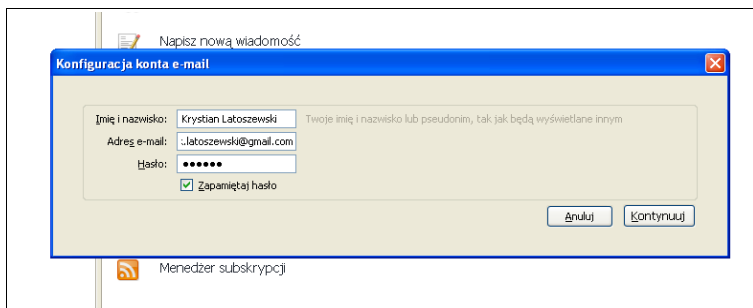 Napisz nową wiadomość
Konfiguracja konta e-mail
Imię i nazwisko: Krystian Latoszewski Twoje imię i nazwisko lub pseudonim, tak jak będą wyświetlane innym
Adres e-mail: :.latoszewski@gmail.com
Hasło: ●●●●●●
Zapamiętaj hasło
Anuluj Kontynuuj
Menedżer subskrypcji